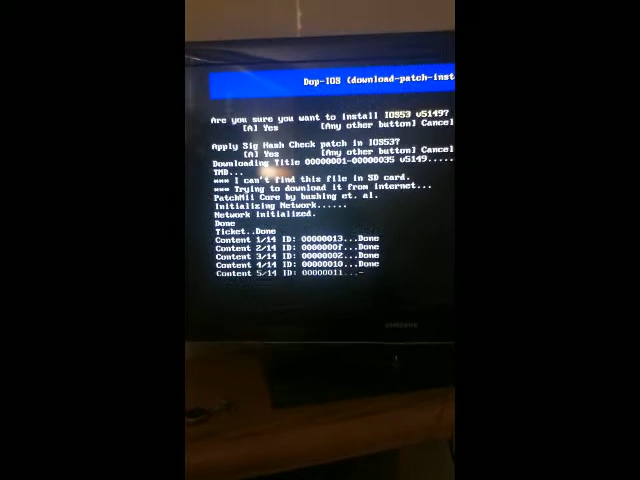 Dop-IOS (download-patch-inst
Are you sure you want to install IOS53 v5149?
[A] Yes [Any other button] Cancel
Apply Sig Hash Check patch in IOS53?
[A] Yes [Any other button] Cancel
Downloading Title 00000001-00000035 v5149.....
TMD...
*** I can't find this file in SD card.
*** Trying to download it from internet...
PatchMii Core by bushing et. al.
Initializing Network......
Network initialized.
Done
Ticket..Done
Content 1/14 ID: 00000013...Done
Content 2/14 ID: 0000000f...Done
Content 3/14 ID: 00000002...Done
Content 4/14 ID: 00000010...Done
Content 5/14 ID: 00000011...-
SAMSUNG